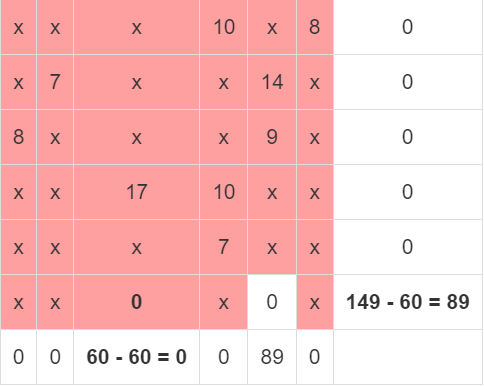 x x x 10 x 8 0
x 7 x x 14 x 0
8 x x x 9 x 0
x x 17 10 x x 0
x x x 7 x x 0
x x 0 x 0 x 149 - 60 = 89
0 0 60 - 60 = 0 0 89 0